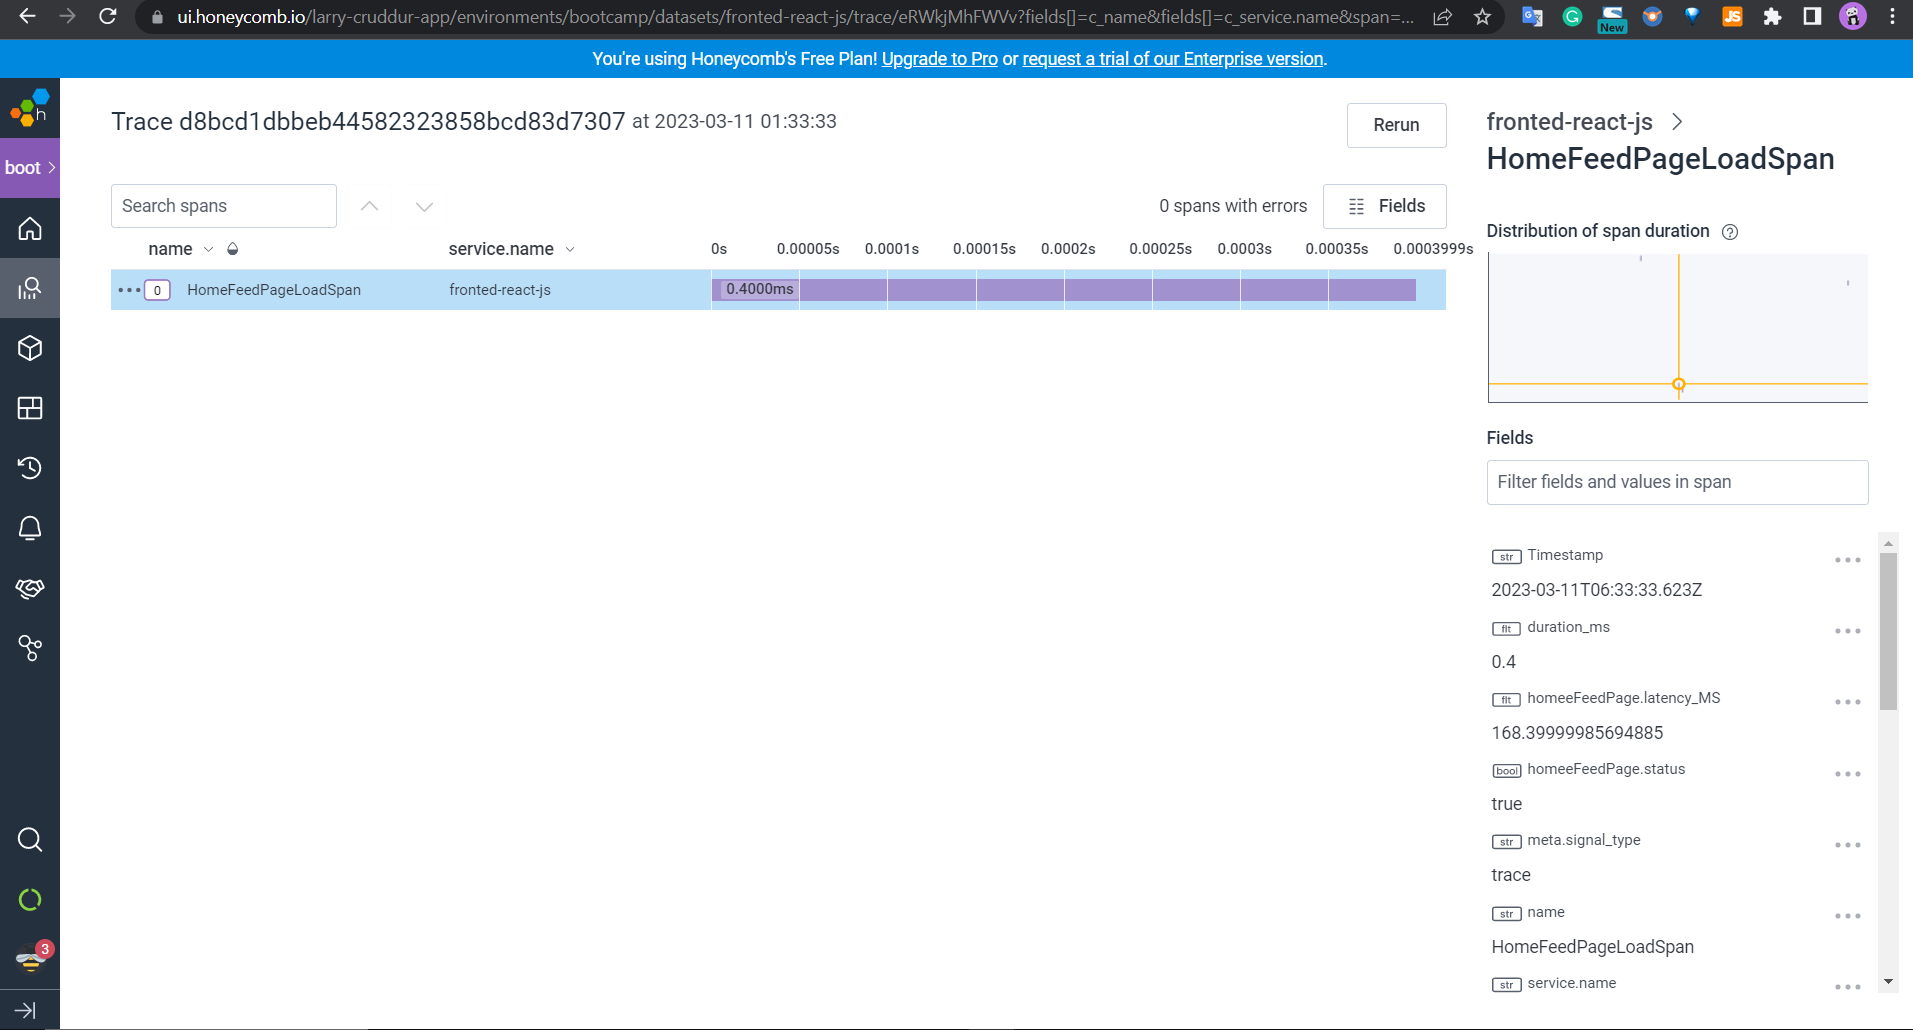 ui.honeycomb.io/larry-cruddur-app/environments/bootcamp/datasets/fronted-react-js/trace/eRWkjMhFWVv?fields[]=c_name&fields[]=c_service.name&span=...
New
JS
You're using Honeycomb's Free Plan! Upgrade to Pro or request a trial of our Enterprise version.
h
boot
Trace d8bcd1dbbeb44582323858bcd83d7307 at 2023-03-11 01:33:33
Rerun
Search spans
0 spans with errors
Fields
name
service.name
0s 0.00005s 0.0001s 0.00015s 0.0002s 0.00025s 0.0003s 0.00035s 0.0003999s
0 HomeFeedPageLoadSpan fronted-react-js 0.4000ms
fronted-react-js
HomeFeedPageLoadSpan
Distribution of span duration ?
Fields
Filter fields and values in span
str Timestamp
2023-03-11T06:33:33.623Z
flt duration_ms
0.4
flt homeeFeedPage.latency_MS
168.39999985694885
bool homeeFeedPage.status
true
str meta.signal_type
trace
str name
HomeFeedPageLoadSpan
str service.name
3